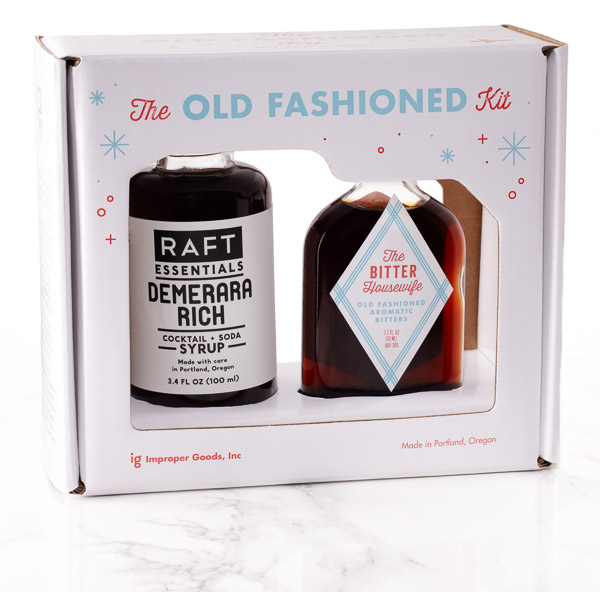 The OLD FASHIONED Kit
RAFT
ESSENTIALS
DEMERARA
RICH
COCKTAIL + SODA
SYRUP
Made with care
in Portland, Oregon
3.4 FL OZ (100 ml)
The
BITTER
Housewife
OLD FASHIONED
AROMATIC
BITTERS
ig Improper Goods, Inc
Made in Portland, Oregon